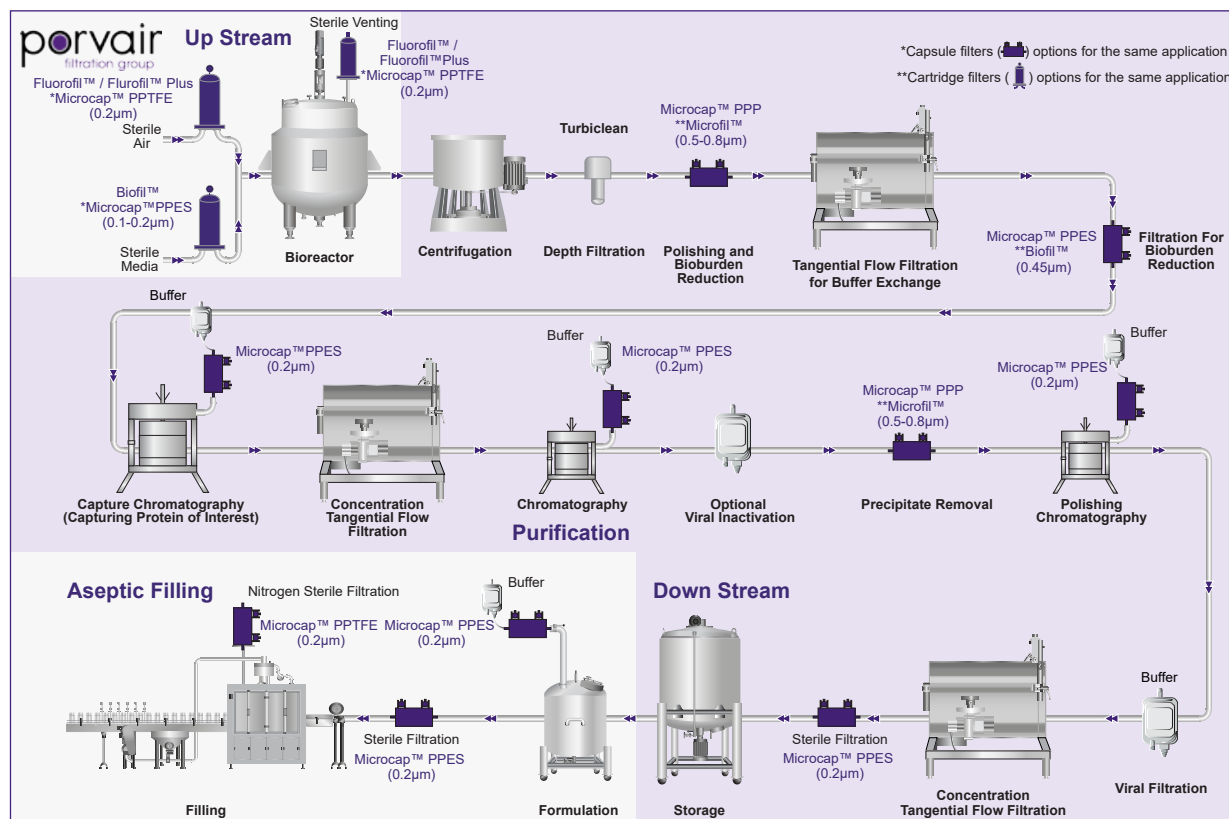 porvair
filtration group
Up Stream
Sterile Venting
Fluorofil™ /
Fluorofil™Plus
*Microcap™ PPTFE
(0.2µm)
*Capsule filters ( ) options for the same application
**Cartridge filters ( ) options for the same application
Fluorofil™ / Flurofil™ Plus
*Microcap™ PPTFE
(0.2µm)
Sterile
Air
Biofil™
*Microcap™PPES
(0.1-0.2µm)
Sterile
Media
Bioreactor
Centrifugation
Turbiclean
Depth Filtration
Microcap™ PPP
**Microfil™
(0.5-0.8µm)
Polishing and
Bioburden
Reduction
Tangential Flow Filtration
for Buffer Exchange
Microcap™ PPES
**Biofil™
(0.45µm)
Filtration For
Bioburden
Reduction
Buffer
Microcap™PPES
(0.2µm)
Capture Chromatography
(Capturing Protein of Interest)
Concentration
Tangential Flow
Filtration
Buffer
Microcap™ PPES
(0.2µm)
Chromatography
Optional
Viral Inactivation
Microcap™ PPP
**Microfil™
(0.5-0.8µm)
Precipitate Removal
Buffer
Microcap™ PPES
(0.2µm)
Polishing
Chromatography
Purification
Aseptic Filling
Nitrogen Sterile Filtration
Microcap™ PPTFE
(0.2µm)
Buffer
Microcap™ PPES
(0.2µm)
Sterile Filtration
Microcap™ PPES
(0.2µm)
Filling
Formulation
Down Stream
Storage
Sterile Filtration
Microcap™ PPES
(0.2µm)
Concentration
Tangential Flow Filtration
Buffer
Viral Filtration